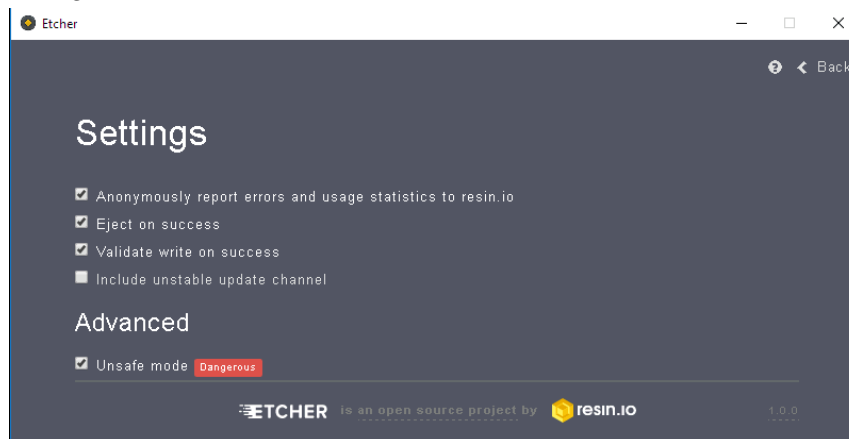 Etcher
Back
Settings
Anonymously report errors and usage statistics to resin.io
Eject on success
Validate write on success
Include unstable update channel
Advanced
Unsafe mode Dangerous
ETCHER is an open source project by resin.io 1.0.0